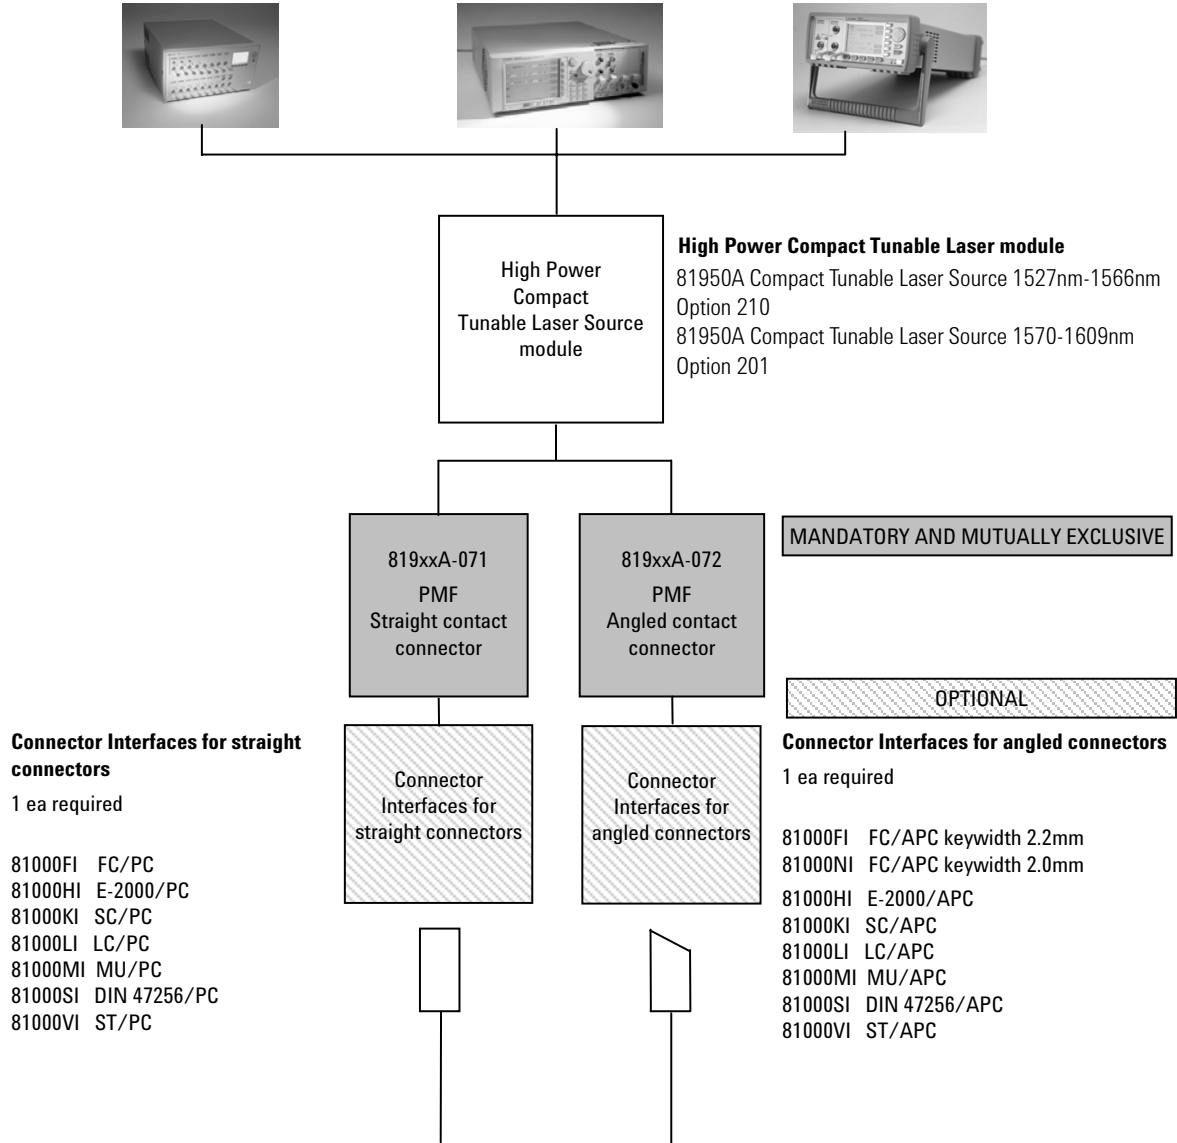 High Power
Compact
Tunable Laser Source
module
High Power Compact Tunable Laser module
81950A Compact Tunable Laser Source 1527nm-1566nm
Option 210
81950A Compact Tunable Laser Source 1570-1609nm
Option 201
819xxA-071
PMF
Straight contact
connector
819xxA-072
PMF
Angled contact
connector
MANDATORY AND MUTUALLY EXCLUSIVE
OPTIONAL
Connector Interfaces for straight
connectors
1 ea required
81000FI FC/PC
81000HI E-2000/PC
81000KI SC/PC
81000LI LC/PC
81000MI MU/PC
81000SI DIN 47256/PC
81000VI ST/PC
Connector
Interfaces for
straight connectors
Connector
Interfaces for
angled connectors
Connector Interfaces for angled connectors
1 ea required
81000FI FC/APC keywidth 2.2mm
81000NI FC/APC keywidth 2.0mm
81000HI E-2000/APC
81000KI SC/APC
81000LI LC/APC
81000MI MU/APC
81000SI DIN 47256/APC
81000VI ST/APC